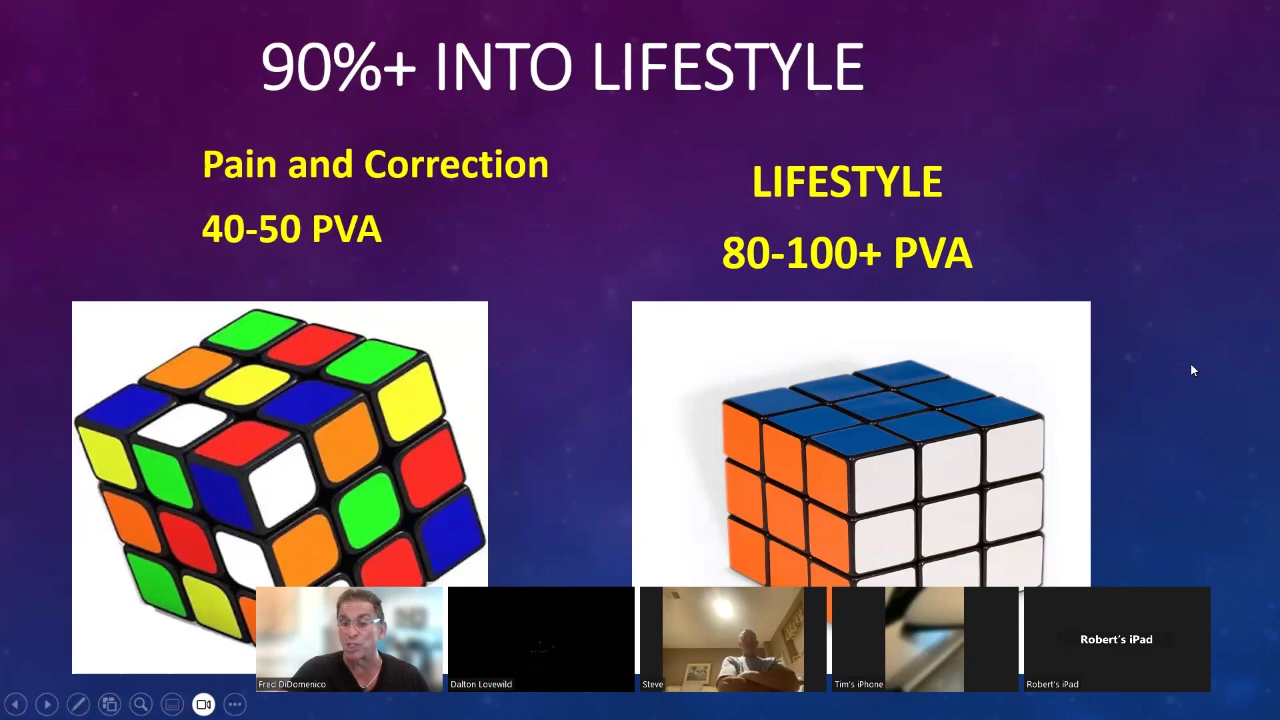 90%+ INTO LIFESTYLE
Pain and Correction
40-50 PVA
LIFESTYLE
80-100+ PVA
Robert's iPad
Fred DiDomenico
Dalton Lovewild
Steve
Tim's iPhone
Robert's iPad